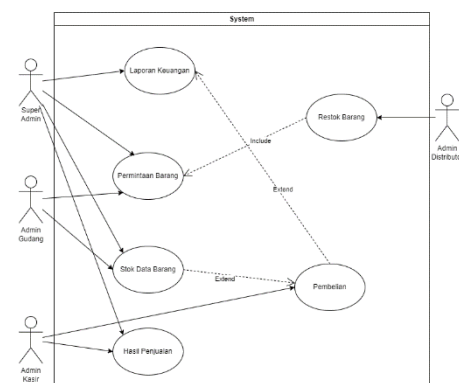 System
Laporan Keuangan
Restok Barang
Super
Admin
Include
Admin
Distributor
Permintaan Barang
Extend
Admin
Gudang
Stok Data Barang
Extend
Pembelian
Hasil Penjualan
Admin
Kasir